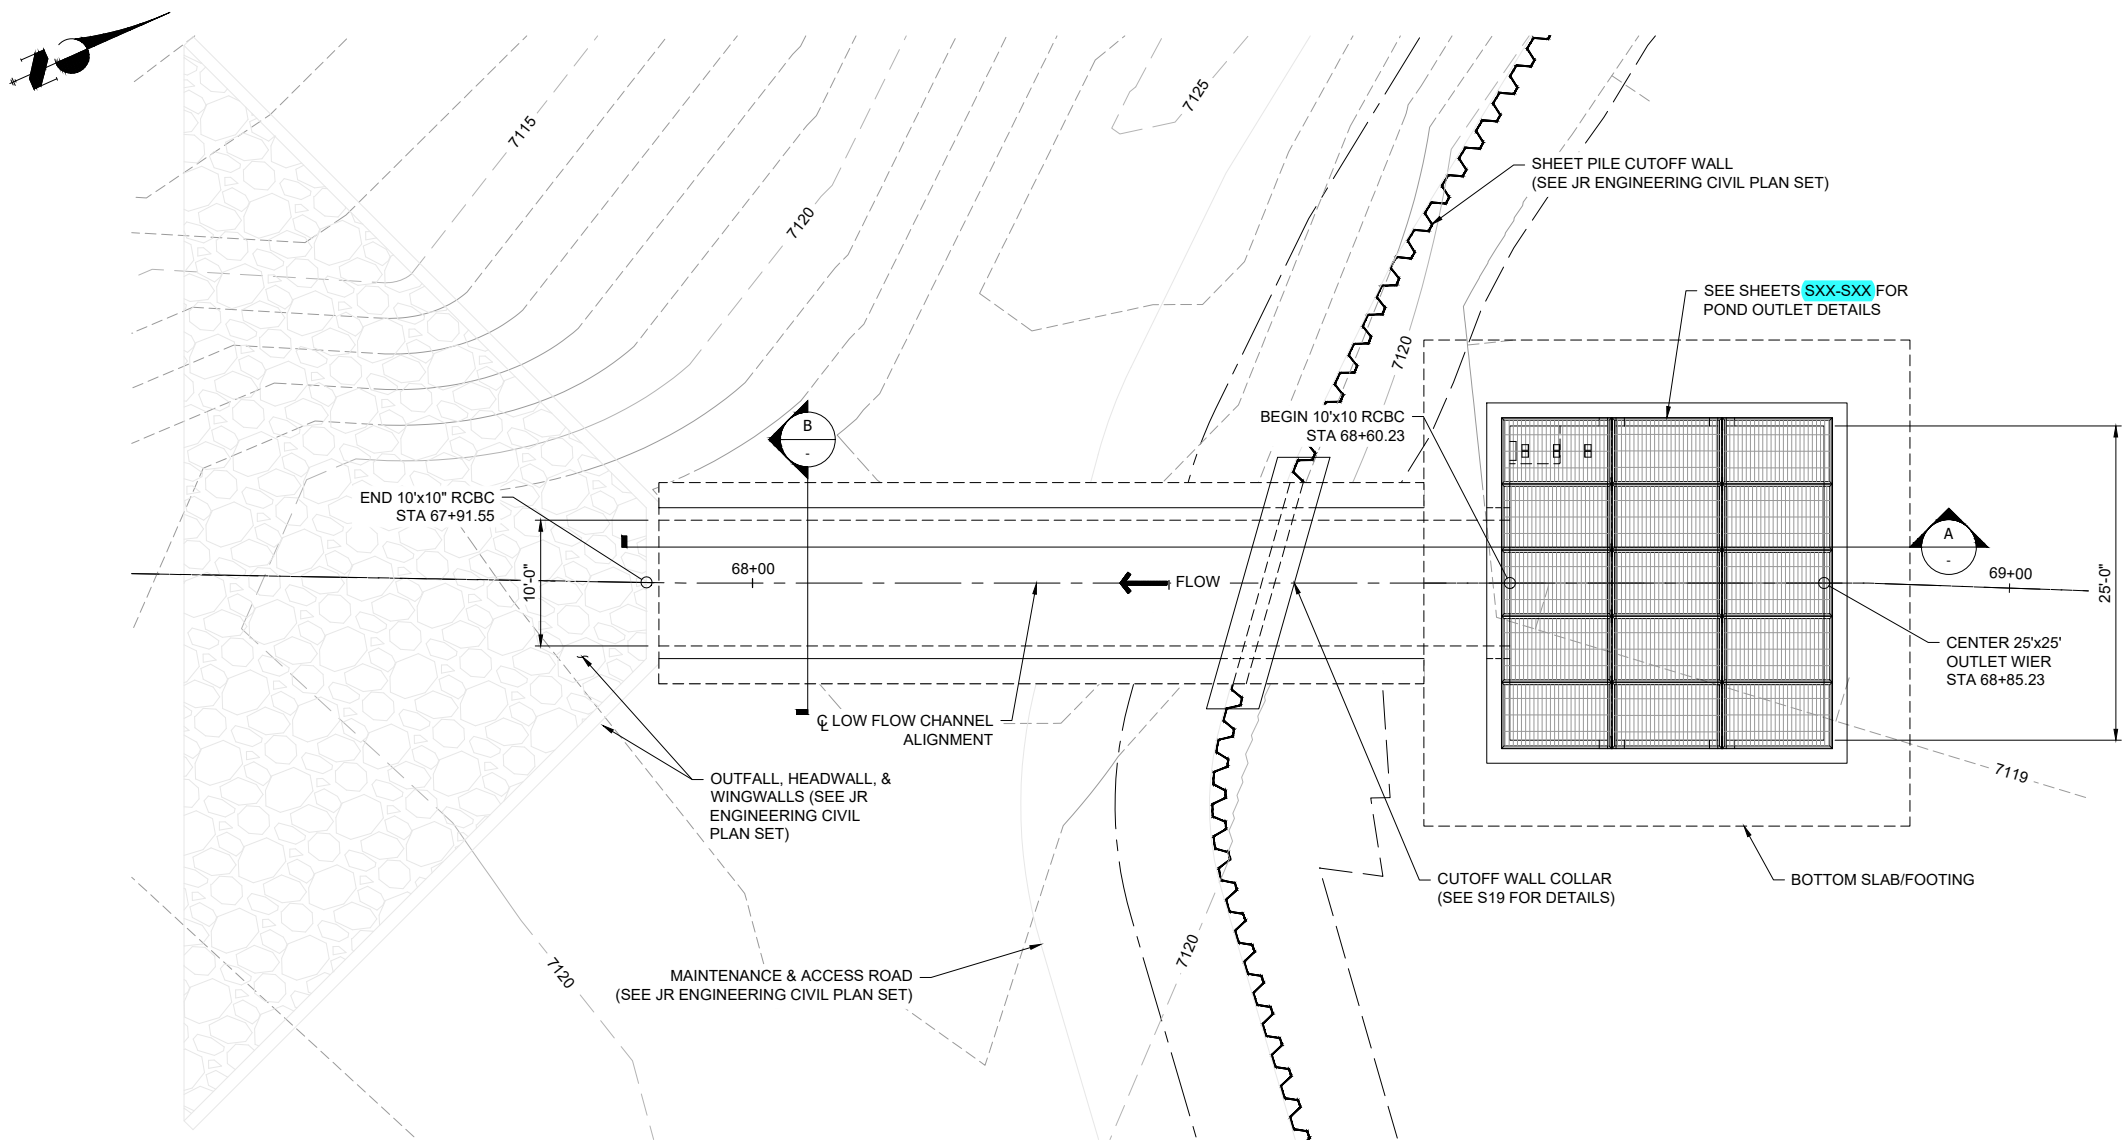 N
7115
7125
7120
SHEET PILE CUTOFF WALL
(SEE JR ENGINEERING CIVIL PLAN SET)
SEE SHEETS SXX-SXX FOR
POND OUTLET DETAILS
7120
BEGIN 10'x10 RCBC
STA 68+60.23
B
-
END 10'x10" RCBC
STA 67+91.55
10'-0"
68+00
FLOW
A
-
69+00
25'-0"
CENTER 25'x25'
OUTLET WIER
STA 68+85.23
℄ LOW FLOW CHANNEL
ALIGNMENT
OUTFALL, HEADWALL, &
WINGWALLS (SEE JR
ENGINEERING CIVIL
PLAN SET)
7119
CUTOFF WALL COLLAR
(SEE S19 FOR DETAILS)
BOTTOM SLAB/FOOTING
7120
7120
MAINTENANCE & ACCESS ROAD
(SEE JR ENGINEERING CIVIL PLAN SET)